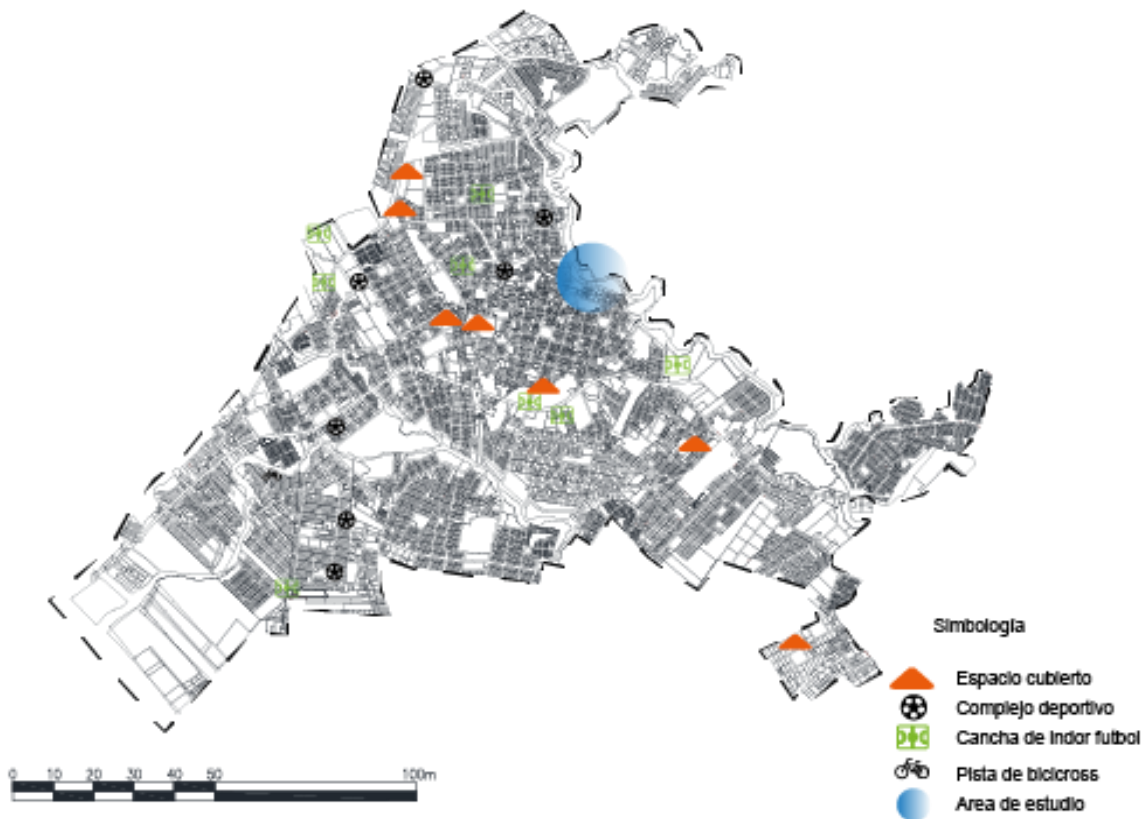 Simbología
Espacio cubierto
Complejo deportivo
Cancha de indor futbol
Pista de bicicross
Area de estudio
0 10 20 30 40 50 100m